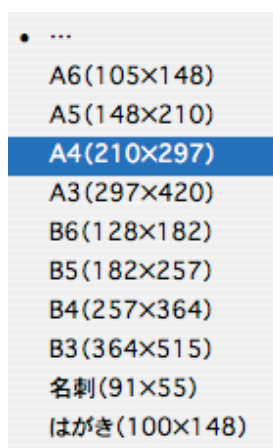 • …
A6(105×148)
A5(148×210)
A4(210×297)
A3(297×420)
B6(128×182)
B5(182×257)
B4(257×364)
B3(364×515)
名刺(91×55)
はがき(100×148)